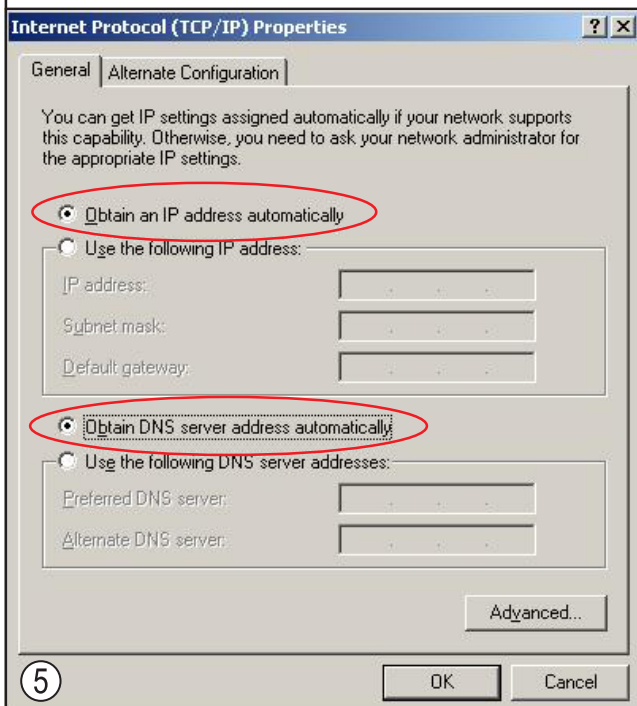 Internet Protocol (TCP/IP) Properties
General
Alternate Configuration
You can get IP settings assigned automatically if your network supports
this capability. Otherwise, you need to ask your network administrator for
the appropriate IP settings.
Obtain an IP address automatically
Use the following IP address:
IP address:
Subnet mask:
Default gateway:
Obtain DNS server address automatically
Use the following DNS server addresses:
Preferred DNS server:
Alternate DNS server:
Advanced...
5
OK
Cancel